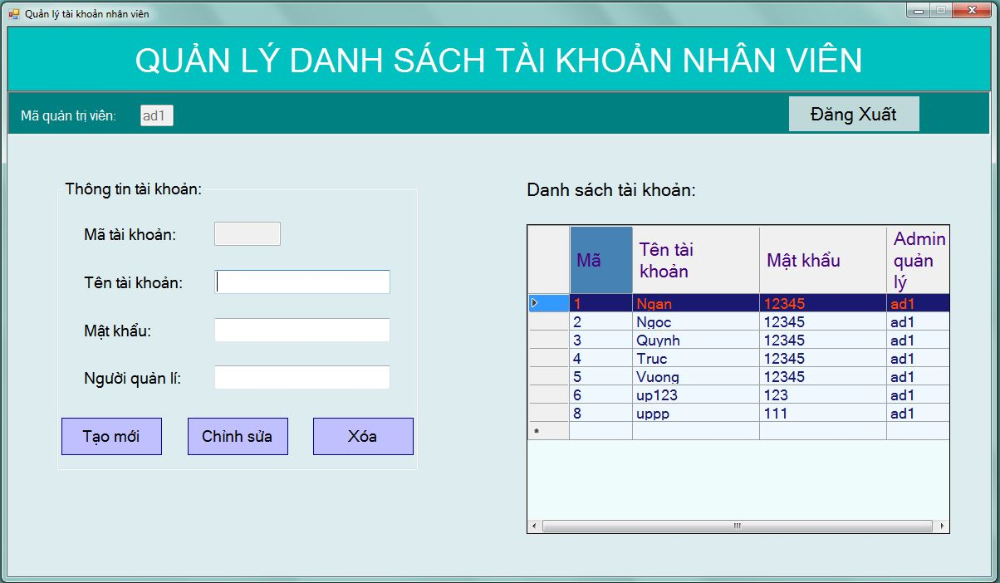 Quản lý tài khoản nhân viên
QUẢN LÝ DANH SÁCH TÀI KHOẢN NHÂN VIÊN
Mã quản trị viên: ad1
Đăng Xuất
Thông tin tài khoản:
Mã tài khoản:
Tên tài khoản:
Mật khẩu:
Người quản lí:
Tạo mới Chỉnh sửa Xóa
Danh sách tài khoản:
Mã Tên tài khoản Mật khẩu Admin quản lý
1 Ngan 12345 ad1
2 Ngoc 12345 ad1
3 Quynh 12345 ad1
4 Truc 12345 ad1
5 Vuong 12345 ad1
6 up123 123 ad1
8 uppp 111 ad1